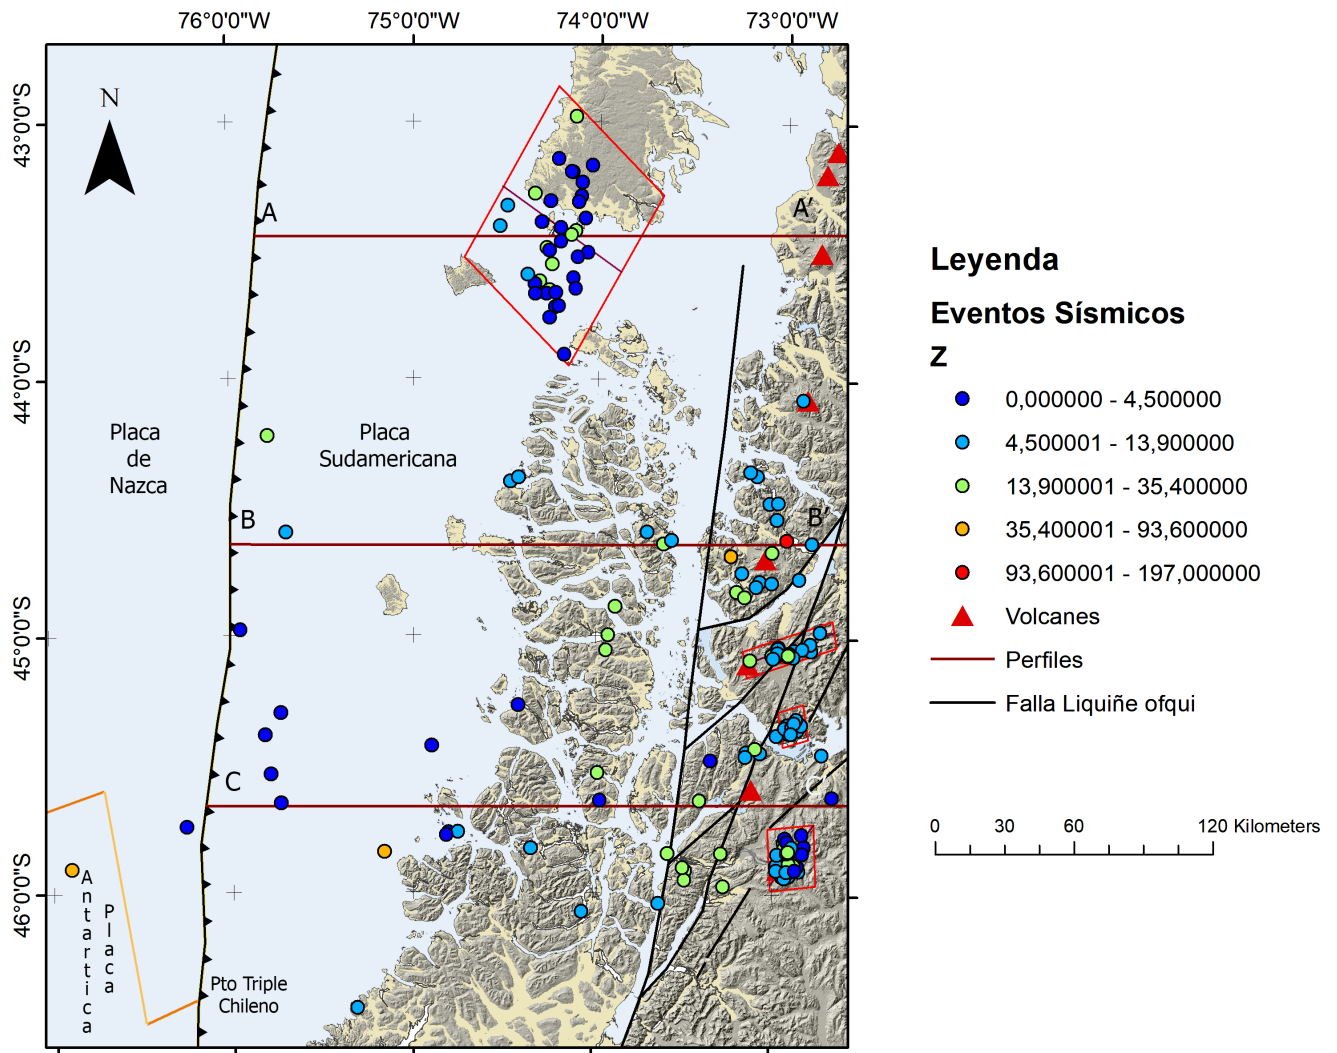 76°0'0"W 75°0'0"W 74°0'0"W 73°0'0"W
43°0'0"S
44°0'0"S
45°0'0"S
46°0'0"S
N
A
A'
Placa
de
Nazca
Placa
Sudamericana
B
B'
C
C'
Antartica
Placa
Pto Triple
Chileno
Leyenda
Eventos Sísmicos
Z
0,000000 - 4,500000
4,500001 - 13,900000
13,900001 - 35,400000
35,400001 - 93,600000
93,600001 - 197,000000
Volcanes
Perfiles
Falla Liquiñe ofqui
0 30 60 120 Kilometers